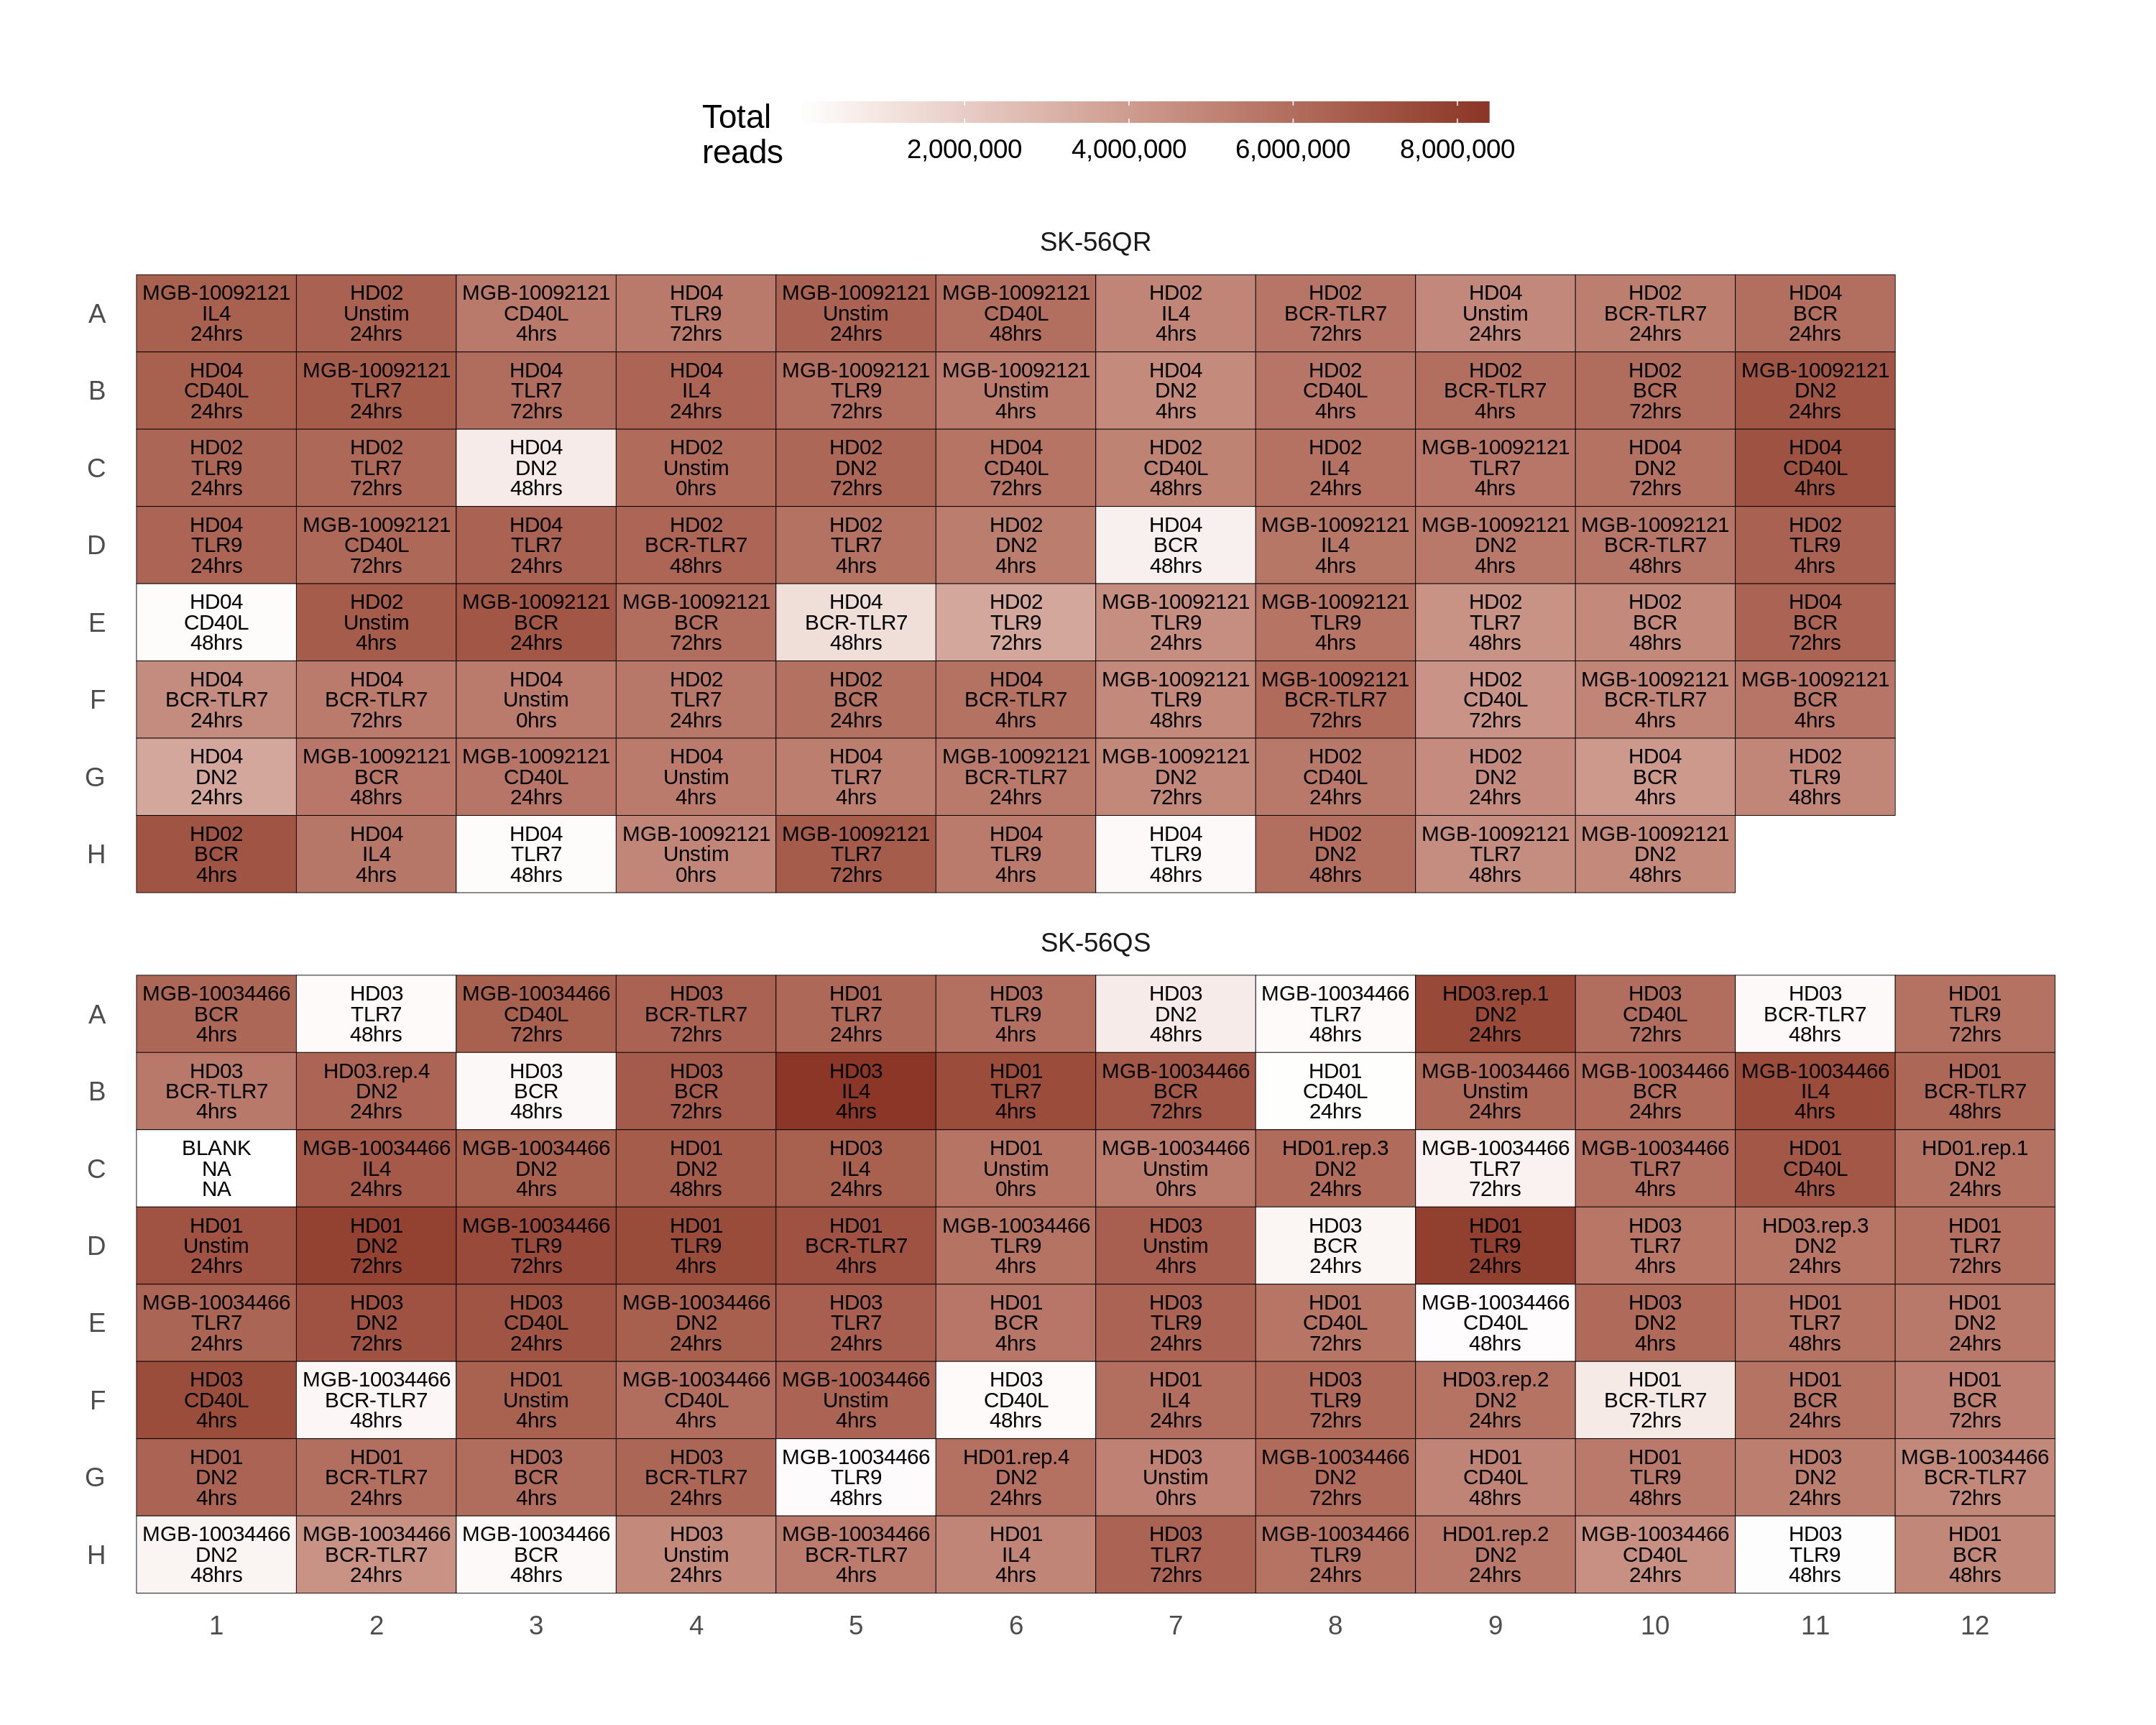 Total
reads
2,000,000 4,000,000 6,000,000 8,000,000
SK-56QR
A
MGB-10092121 HD02 MGB-10092121 HD04 MGB-10092121 MGB-10092121 HD02 HD02 HD04 HD02 HD04
IL4 Unstim CD40L TLR9 Unstim CD40L IL4 BCR-TLR7 Unstim BCR-TLR7 BCR
24hrs 24hrs 4hrs 72hrs 24hrs 48hrs 4hrs 72hrs 24hrs 24hrs 24hrs
B
HD04 MGB-10092121 HD04 HD04 MGB-10092121 MGB-10092121 HD04 HD02 HD02 HD02 MGB-10092121
CD40L TLR7 TLR7 IL4 TLR9 Unstim DN2 CD40L BCR-TLR7 BCR DN2
24hrs 24hrs 72hrs 24hrs 72hrs 4hrs 4hrs 4hrs 4hrs 72hrs 24hrs
C
HD02 HD02 HD04 HD02 HD02 HD04 HD02 HD02 MGB-10092121 HD04 HD04
TLR9 TLR7 DN2 Unstim DN2 CD40L CD40L IL4 TLR7 DN2 CD40L
24hrs 72hrs 48hrs 0hrs 72hrs 72hrs 48hrs 24hrs 4hrs 72hrs 4hrs
D
HD04 MGB-10092121 HD04 HD02 HD02 HD02 HD04 MGB-10092121 MGB-10092121 MGB-10092121 HD02
TLR9 CD40L TLR7 BCR-TLR7 TLR7 DN2 BCR IL4 DN2 BCR-TLR7 TLR9
24hrs 72hrs 24hrs 48hrs 4hrs 4hrs 48hrs 4hrs 4hrs 48hrs 4hrs
E
HD04 HD02 MGB-10092121 MGB-10092121 HD04 HD02 MGB-10092121 MGB-10092121 HD02 HD02 HD04
CD40L Unstim BCR BCR BCR-TLR7 TLR9 TLR9 TLR9 TLR7 BCR BCR
48hrs 4hrs 24hrs 72hrs 48hrs 72hrs 24hrs 4hrs 48hrs 48hrs 72hrs
F
HD04 HD04 HD04 HD02 HD02 HD04 MGB-10092121 MGB-10092121 HD02 MGB-10092121 MGB-10092121
BCR-TLR7 BCR-TLR7 Unstim TLR7 BCR BCR-TLR7 TLR9 BCR-TLR7 CD40L BCR-TLR7 BCR
24hrs 72hrs 0hrs 24hrs 24hrs 4hrs 48hrs 72hrs 72hrs 4hrs 4hrs
G
HD04 MGB-10092121 MGB-10092121 HD04 HD04 MGB-10092121 MGB-10092121 HD02 HD02 HD04 HD02
DN2 BCR CD40L Unstim TLR7 BCR-TLR7 DN2 CD40L DN2 BCR TLR9
24hrs 48hrs 24hrs 4hrs 4hrs 24hrs 72hrs 24hrs 24hrs 4hrs 48hrs
H
HD02 HD04 HD04 MGB-10092121 MGB-10092121 HD04 HD04 HD02 MGB-10092121 MGB-10092121
BCR IL4 TLR7 Unstim TLR7 TLR9 TLR9 DN2 TLR7 DN2
4hrs 4hrs 48hrs 0hrs 72hrs 4hrs 48hrs 48hrs 48hrs 48hrs
SK-56QS
A
MGB-10034466 HD03 MGB-10034466 HD03 HD01 HD03 HD03 MGB-10034466 HD03.rep.1 HD03 HD03 HD01
BCR TLR7 CD40L BCR-TLR7 TLR7 TLR9 DN2 TLR7 DN2 CD40L BCR-TLR7 TLR9
4hrs 48hrs 72hrs 72hrs 24hrs 4hrs 48hrs 48hrs 24hrs 72hrs 48hrs 72hrs
B
HD03 HD03.rep.4 HD03 HD03 HD03 HD01 MGB-10034466 HD01 MGB-10034466 MGB-10034466 MGB-10034466 HD01
BCR-TLR7 DN2 BCR BCR IL4 TLR7 BCR CD40L Unstim BCR IL4 BCR-TLR7
4hrs 24hrs 48hrs 72hrs 4hrs 4hrs 72hrs 24hrs 24hrs 24hrs 4hrs 48hrs
C
BLANK MGB-10034466 MGB-10034466 HD01 HD03 HD01 MGB-10034466 HD01.rep.3 MGB-10034466 MGB-10034466 HD01 HD01.rep.1
NA IL4 DN2 DN2 IL4 Unstim Unstim DN2 TLR7 TLR7 CD40L DN2
NA 24hrs 4hrs 48hrs 24hrs 0hrs 0hrs 24hrs 72hrs 4hrs 4hrs 24hrs
D
HD01 HD01 MGB-10034466 HD01 HD01 MGB-10034466 HD03 HD03 HD01 HD03 HD03.rep.3 HD01
Unstim DN2 TLR9 TLR9 BCR-TLR7 TLR9 Unstim BCR TLR9 TLR7 DN2 TLR7
24hrs 72hrs 72hrs 4hrs 4hrs 4hrs 4hrs 24hrs 24hrs 4hrs 24hrs 72hrs
E
MGB-10034466 HD03 HD03 MGB-10034466 HD03 HD01 HD03 HD01 MGB-10034466 HD03 HD01 HD01
TLR7 DN2 CD40L DN2 TLR7 BCR TLR9 CD40L CD40L DN2 TLR7 DN2
24hrs 72hrs 24hrs 24hrs 24hrs 4hrs 24hrs 72hrs 48hrs 4hrs 48hrs 24hrs
F
HD03 MGB-10034466 HD01 MGB-10034466 MGB-10034466 HD03 HD01 HD03 HD03.rep.2 HD01 HD01 HD01
CD40L BCR-TLR7 Unstim CD40L Unstim CD40L IL4 TLR9 DN2 BCR-TLR7 BCR BCR
4hrs 48hrs 4hrs 4hrs 4hrs 48hrs 24hrs 72hrs 24hrs 72hrs 24hrs 72hrs
G
HD01 HD01 HD03 HD03 MGB-10034466 HD01.rep.4 HD03 MGB-10034466 HD01 HD01 HD03 MGB-10034466
DN2 BCR-TLR7 BCR BCR-TLR7 TLR9 DN2 Unstim DN2 CD40L TLR9 DN2 BCR-TLR7
4hrs 24hrs 4hrs 24hrs 48hrs 24hrs 0hrs 72hrs 48hrs 48hrs 24hrs 72hrs
H
MGB-10034466 MGB-10034466 MGB-10034466 HD03 MGB-10034466 HD01 HD03 MGB-10034466 HD01.rep.2 MGB-10034466 HD03 HD01
DN2 BCR-TLR7 BCR Unstim BCR-TLR7 IL4 TLR7 TLR9 DN2 CD40L TLR9 BCR
48hrs 24hrs 48hrs 24hrs 4hrs 4hrs 72hrs 24hrs 24hrs 24hrs 48hrs 48hrs
1 2 3 4 5 6 7 8 9 10 11 12